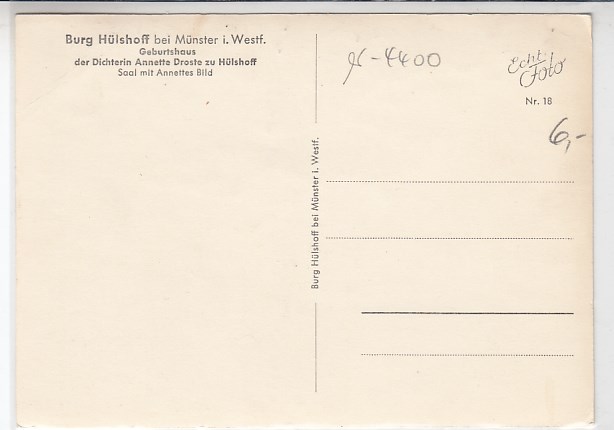 Burg Hülshoff bei Münster i. Westf.
Geburtshaus
der Dichterin Annette Droste zu Hülshoff
Saal mit Annettes Bild
-4400
Echt
Foto
Nr. 18
6,-
Burg Hülshoff bei Münster i. Westf.